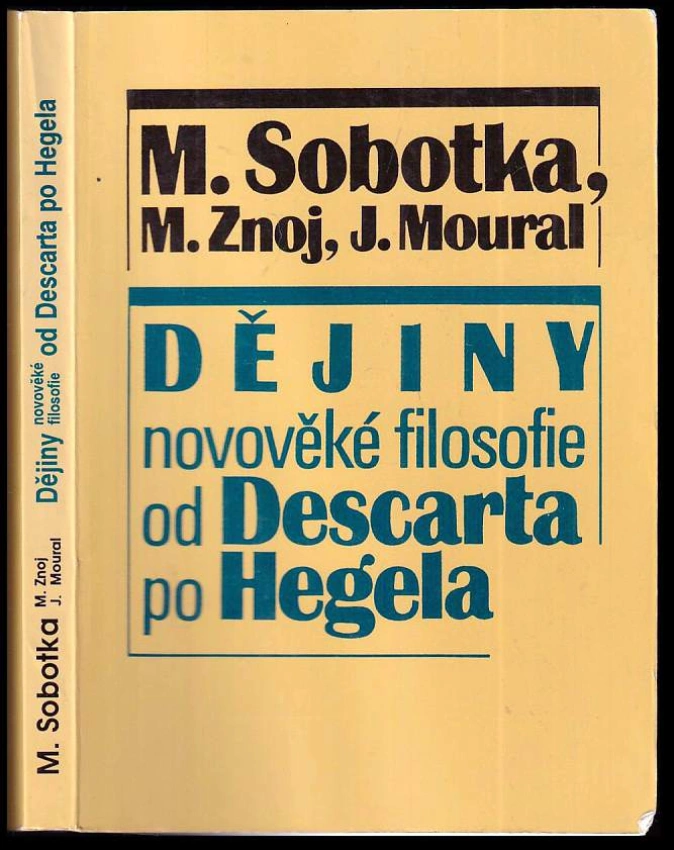 M. Sobotka,
M. Znoj, J. Moural
DĚJINY
novověké filosofie
od Descarta
po Hegela
M. Sobotka M. Znoj
J. Moural
Dějiny novověké
filosofie
od Descarta po Hegela